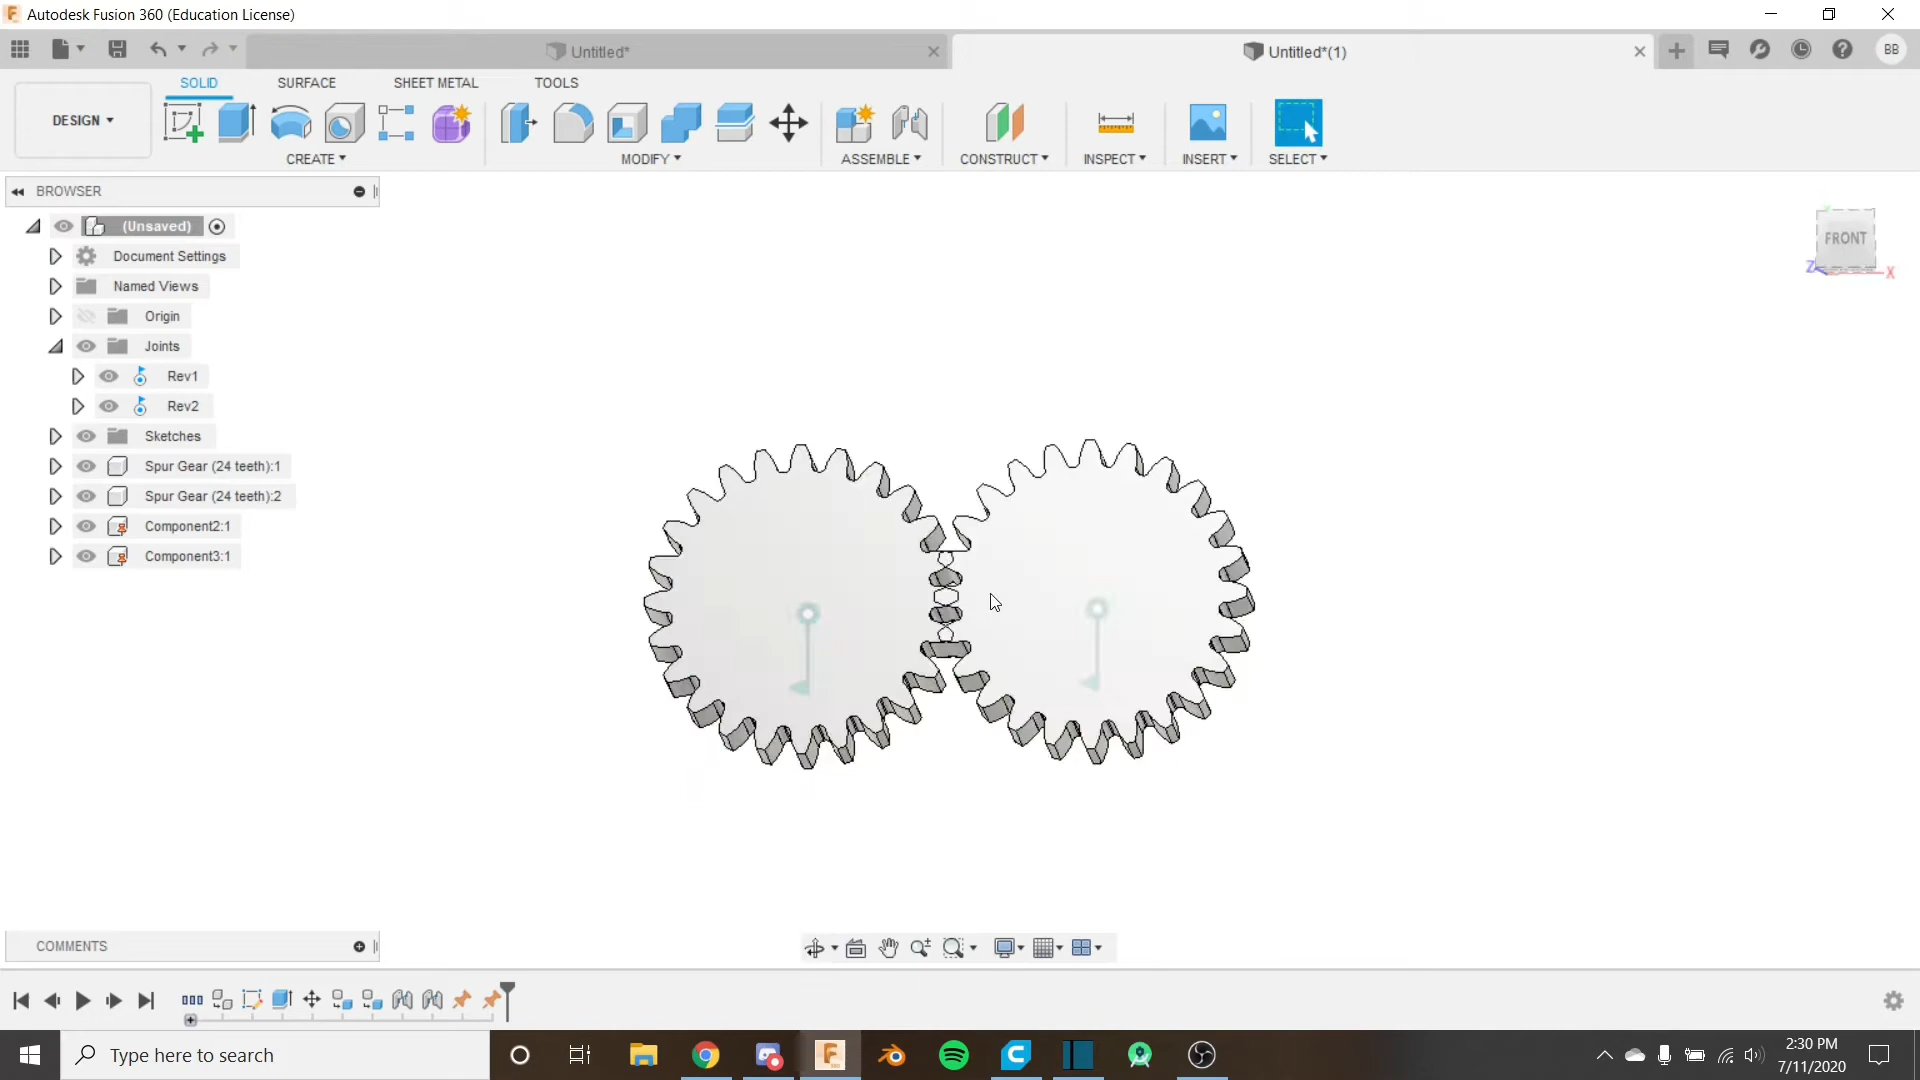 Autodesk Fusion 360 (Education License)
Untitled*
Untitled*(1)
BB
SOLID SURFACE SHEET METAL TOOLS
DESIGN
CREATE MODIFY ASSEMBLE CONSTRUCT INSPECT INSERT SELECT
BROWSER
(Unsaved)
Document Settings
Named Views
Origin
Joints
Rev1
Rev2
Sketches
Spur Gear (24 teeth):1
Spur Gear (24 teeth):2
Component2:1
Component3:1
FRONT
Z X
COMMENTS
Type here to search
2:30 PM
7/11/2020